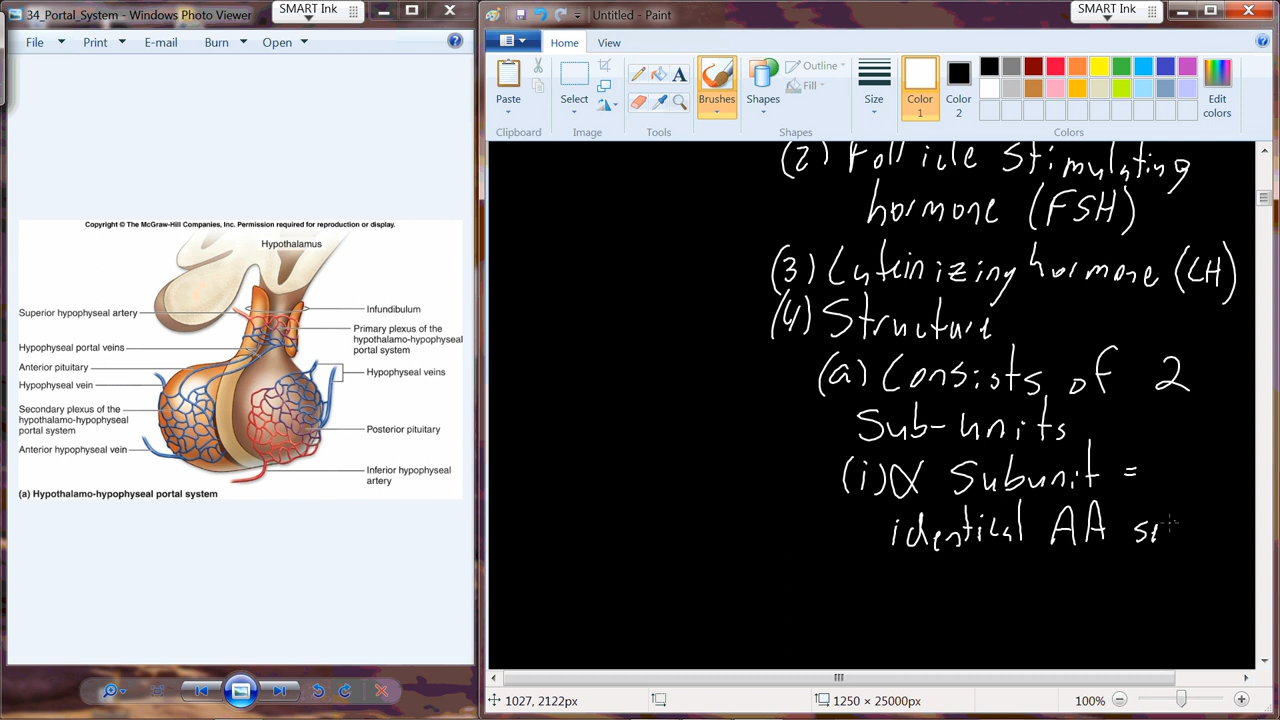 34_Portal_System - Windows Photo Viewer
SMART Ink
File Print E-mail Burn Open
Copyright © The McGraw-Hill Companies, Inc. Permission required for reproduction or display.
Hypothalamus
Superior hypophyseal artery
Hypophyseal portal veins
Anterior pituitary
Hypophyseal vein
Secondary plexus of the
hypothalamo-hypophyseal
portal system
Anterior hypophyseal vein
Infundibulum
Primary plexus of the
hypothalamo-hypophyseal
portal system
Hypophyseal veins
Posterior pituitary
Inferior hypophyseal
artery
(a) Hypothalamo-hypophyseal portal system
Untitled - Paint
SMART Ink
Home View
Paste
Clipboard
Select
Image
Tools
Brushes
Shapes
Outline
Fill
Shapes
Size
Color
1
Color
2
Edit
colors
Colors
(2) Follicle Stimulating
hormone (FSH)
(3) Luteinizing hormone (LH)
(4) Structure
(a) Consists of 2
Sub-units
(i) α Subunit =
identical AA se
1027, 2122px
1250 × 25000px
100%